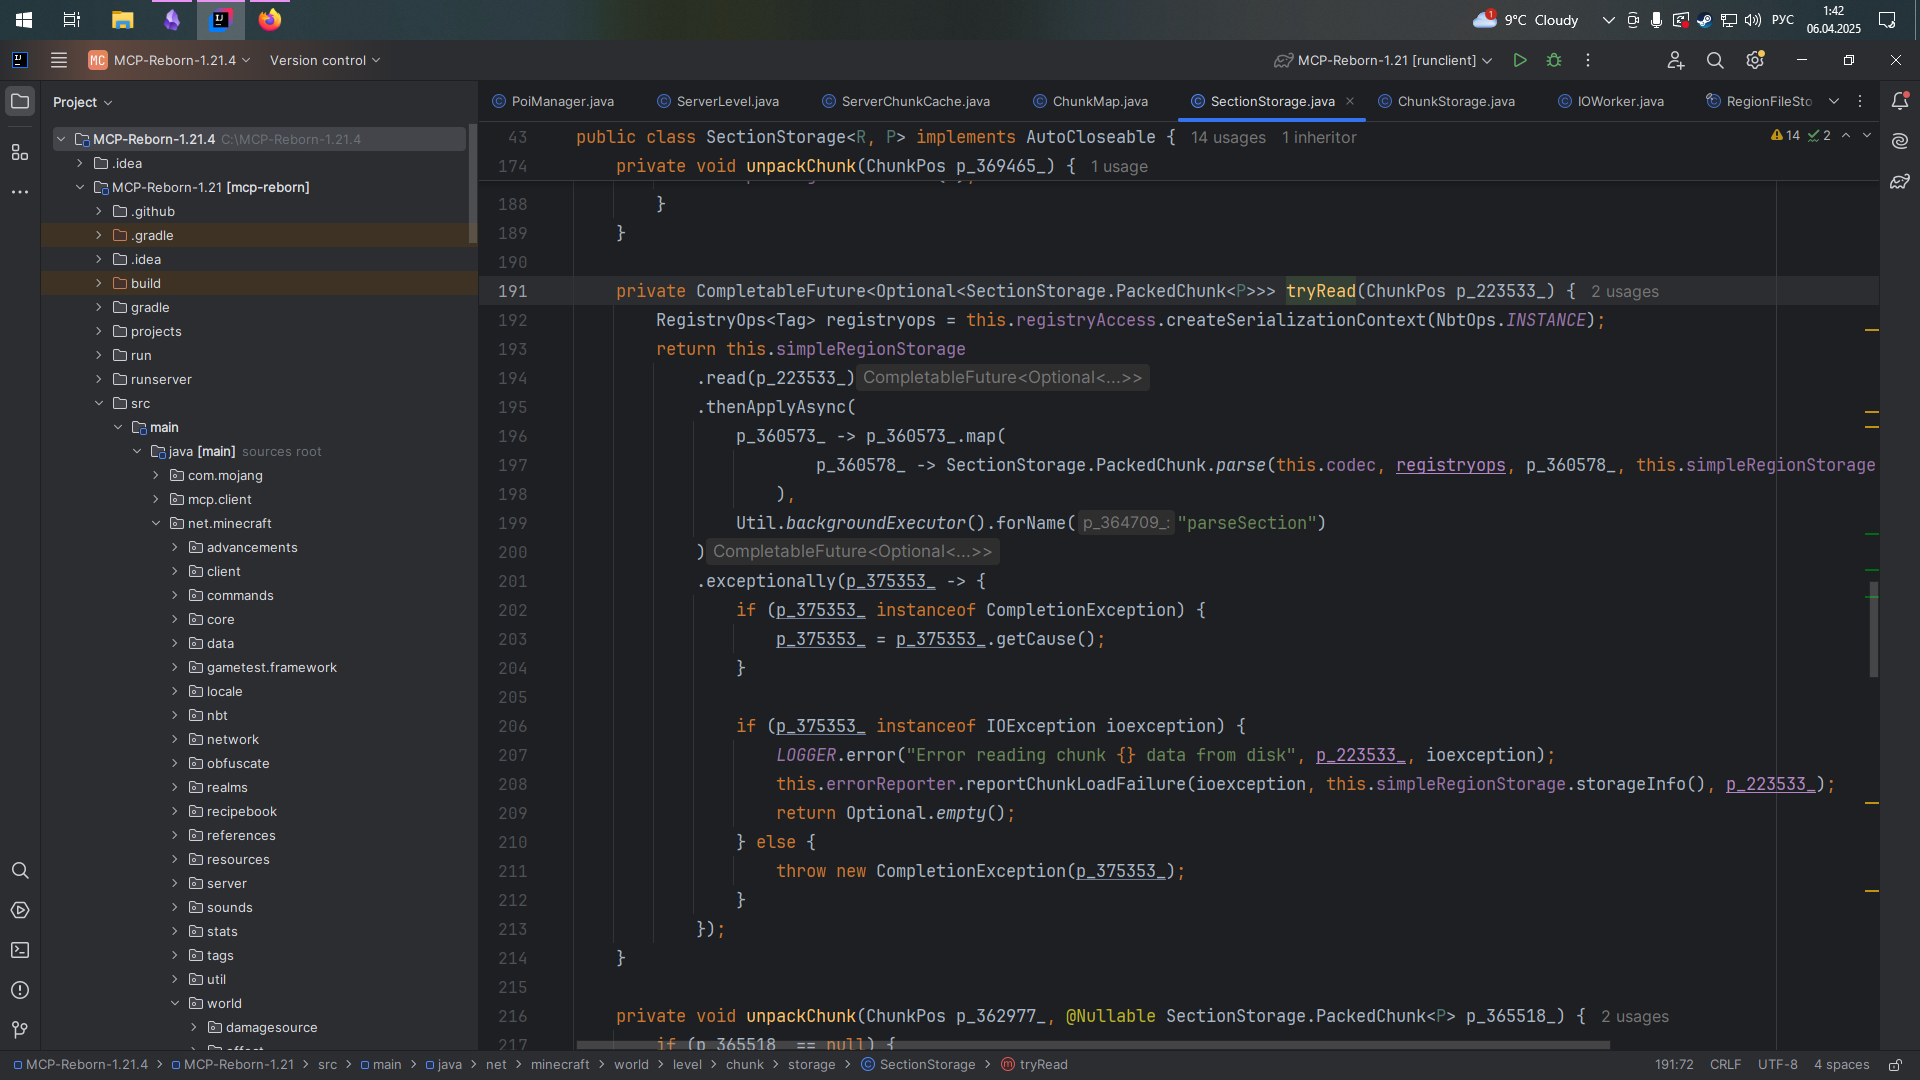 1
9°C Cloudy
РУС
1:42
06.04.2025
MC MCP-Reborn-1.21.4
Version control
MCP-Reborn-1.21 [runclient]
Project
PoiManager.java
ServerLevel.java
ServerChunkCache.java
ChunkMap.java
SectionStorage.java
ChunkStorage.java
IOWorker.java
RegionFileSto
MCP-Reborn-1.21.4 C:\MCP-Reborn-1.21.4
.idea
MCP-Reborn-1.21 [mcp-reborn]
.github
.gradle
.idea
build
gradle
projects
run
runserver
src
main
java [main] sources root
com.mojang
mcp.client
net.minecraft
advancements
client
commands
core
data
gametest.framework
locale
nbt
network
obfuscate
realms
recipebook
references
resources
server
sounds
stats
tags
util
world
damagesource
43 public class SectionStorage<R, P> implements AutoCloseable { 14 usages 1 inheritor
14 2
174 private void unpackChunk(ChunkPos p_369465_) { 1 usage
188 }
189 }
190
191 private CompletableFuture<Optional<SectionStorage.PackedChunk<P>>> tryRead(ChunkPos p_223533_) { 2 usages
192 RegistryOps<Tag> registryops = this.registryAccess.createSerializationContext(NbtOps.INSTANCE);
193 return this.simpleRegionStorage
194 .read(p_223533_) CompletableFuture<Optional<...>>
195 .thenApplyAsync(
196 p_360573_ -> p_360573_.map(
197 p_360578_ -> SectionStorage.PackedChunk.parse(this.codec, registryops, p_360578_, this.simpleRegionStorage
198 ),
199 Util.backgroundExecutor().forName( p_364709_: "parseSection")
200 ) CompletableFuture<Optional<...>>
201 .exceptionally(p_375353_ -> {
202 if (p_375353_ instanceof CompletionException) {
203 p_375353_ = p_375353_.getCause();
204 }
205
206 if (p_375353_ instanceof IOException ioexception) {
207 LOGGER.error("Error reading chunk {} data from disk", p_223533_, ioexception);
208 this.errorReporter.reportChunkLoadFailure(ioexception, this.simpleRegionStorage.storageInfo(), p_223533_);
209 return Optional.empty();
210 } else {
211 throw new CompletionException(p_375353_);
212 }
213 });
214 }
215
216 private void unpackChunk(ChunkPos p_362977_, @Nullable SectionStorage.PackedChunk<P> p_365518_) { 2 usages
217 if (p_365518_ == null) {
MCP-Reborn-1.21.4 > MCP-Reborn-1.21 > src > main > java > net > minecraft > world > level > chunk > storage > SectionStorage > tryRead
191:72 CRLF UTF-8 4 spaces